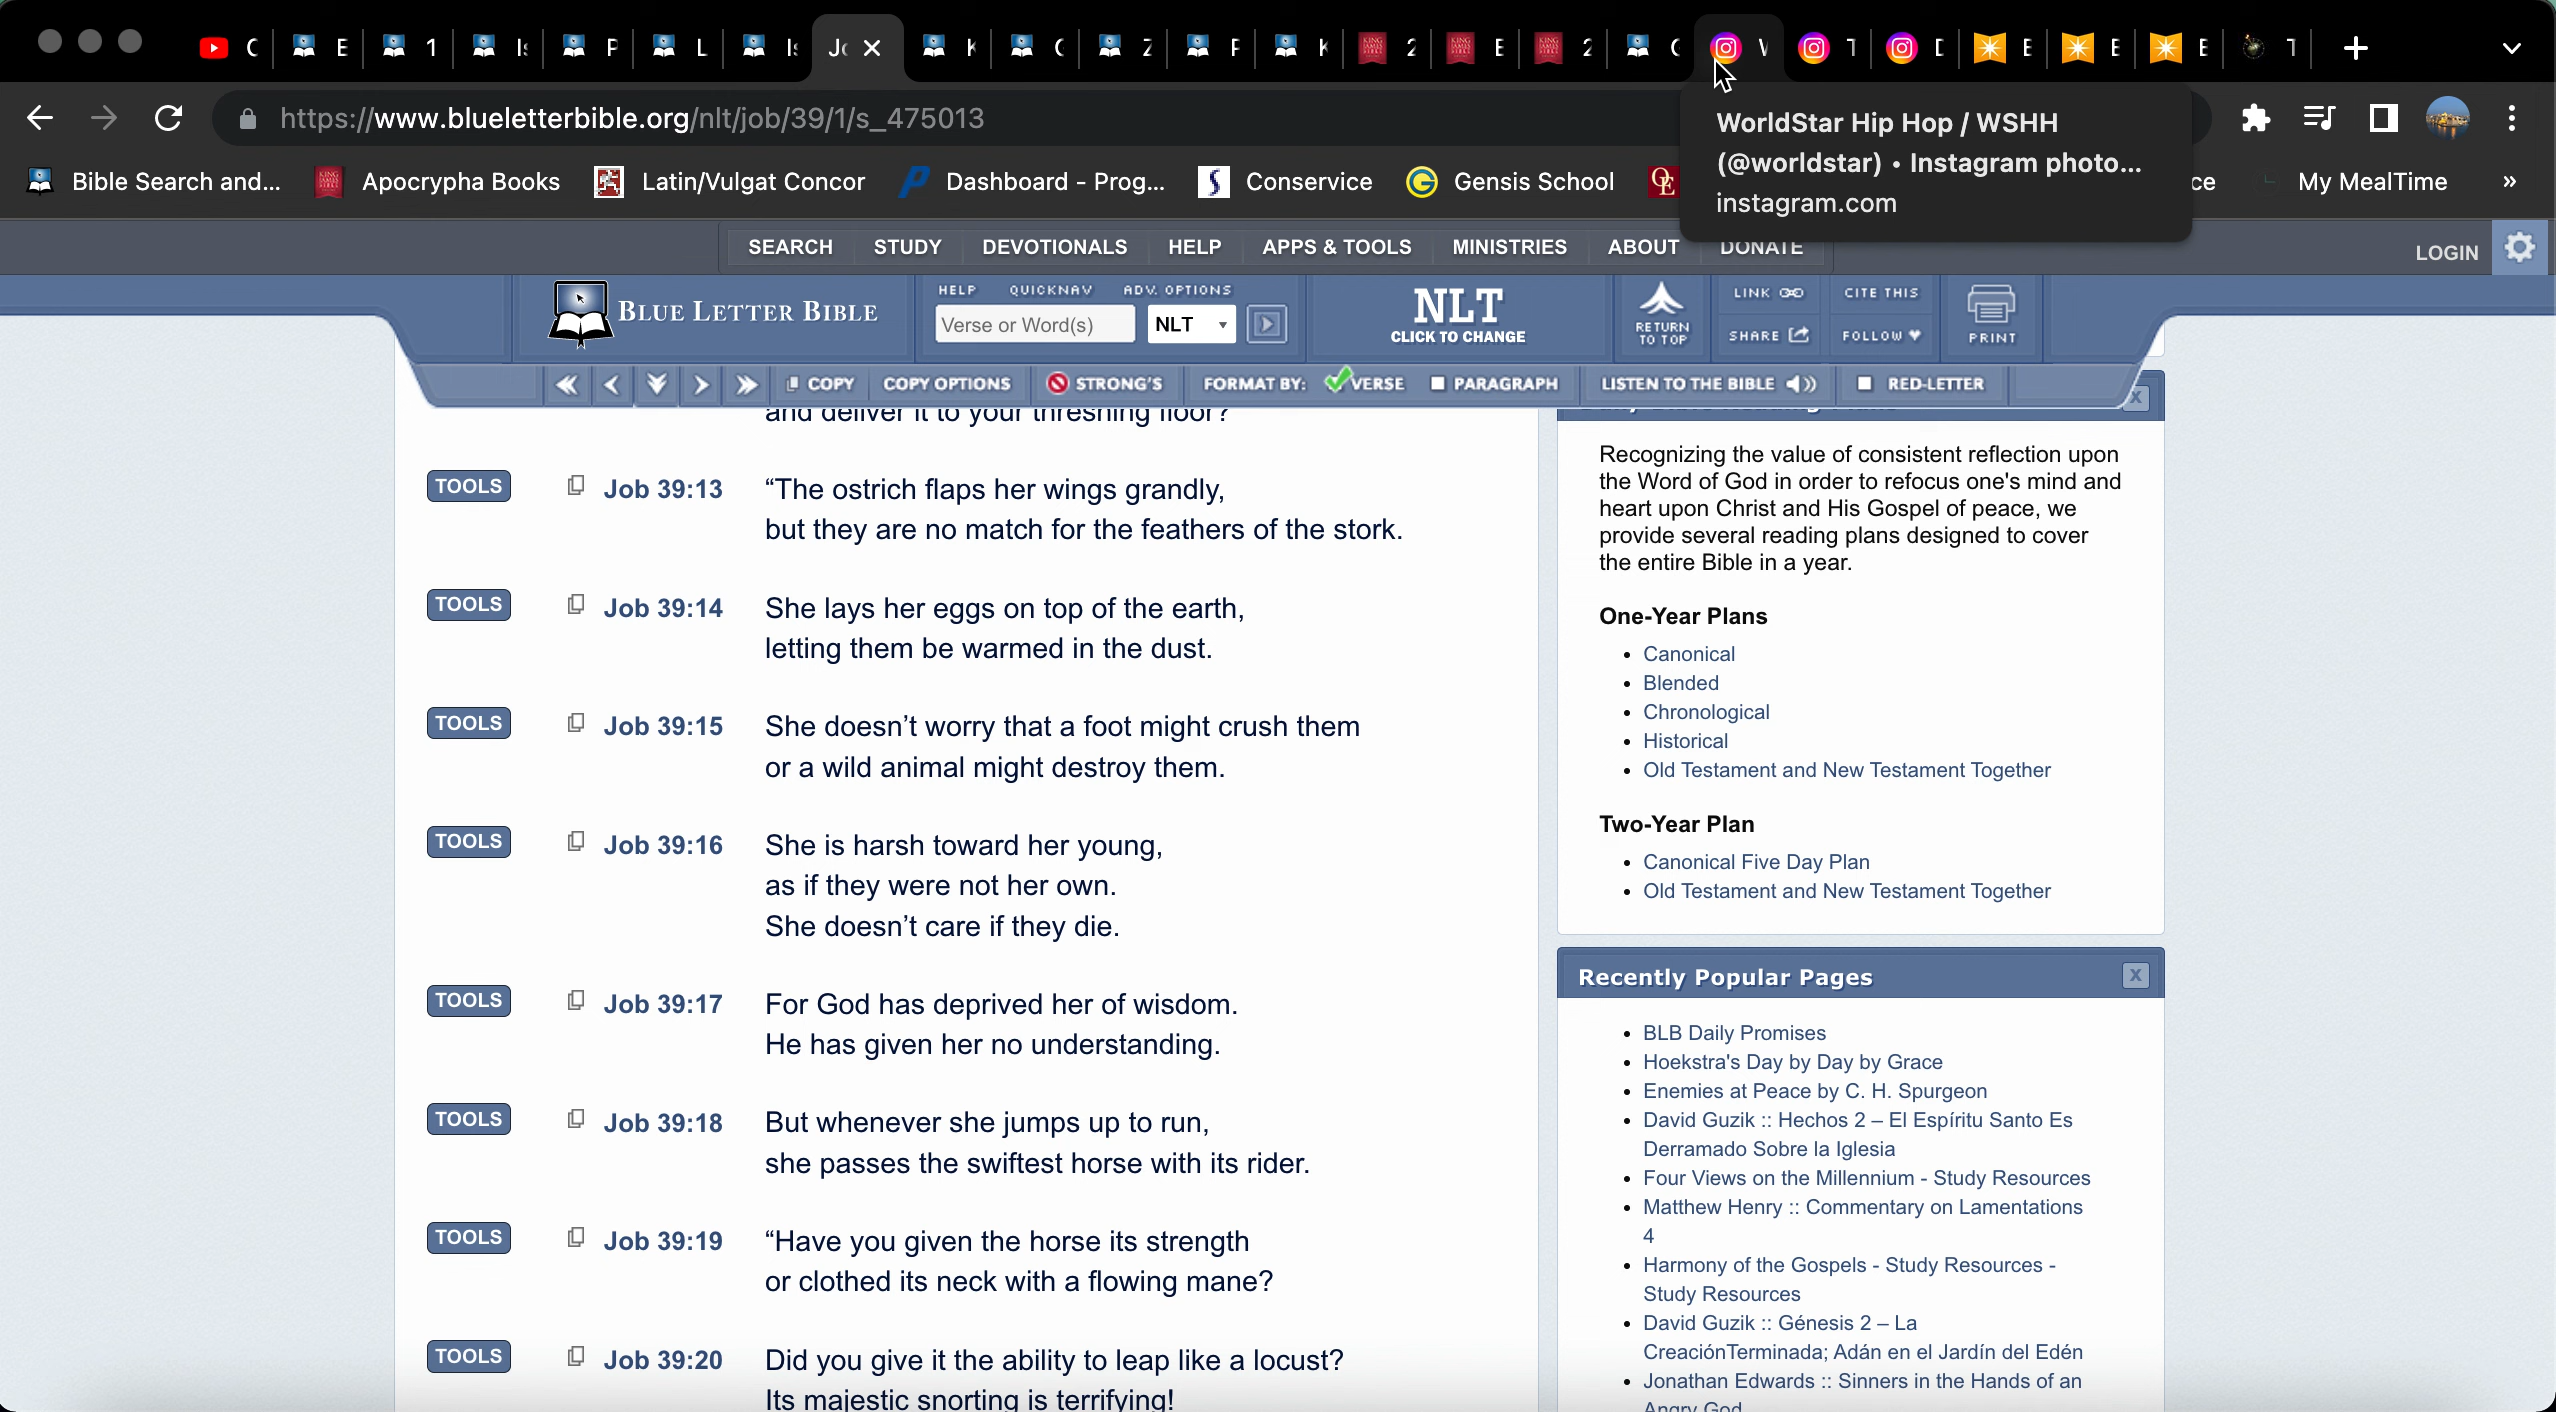 https://www.blueletterbible.org/nlt/job/39/1/s_475013
WorldStar Hip Hop / WSHH
(@worldstar) • Instagram photo...
instagram.com
Bible Search and... Apocrypha Books Latin/Vulgat Concor Dashboard - Prog... Conservice Gensis School My MealTime »
SEARCH STUDY DEVOTIONALS HELP APPS & TOOLS MINISTRIES ABOUT DONATE LOGIN
HELP QUICKNAV ADV. OPTIONS
BLUE LETTER BIBLE
Verse or Word(s) NLT
NLT
CLICK TO CHANGE
RETURN
TO TOP
LINK CITE THIS
SHARE FOLLOW PRINT
COPY COPY OPTIONS STRONG'S FORMAT BY: VERSE PARAGRAPH LISTEN TO THE BIBLE RED-LETTER
and deliver it to your threshing floor?
TOOLS Job 39:13 “The ostrich flaps her wings grandly,
but they are no match for the feathers of the stork.
TOOLS Job 39:14 She lays her eggs on top of the earth,
letting them be warmed in the dust.
TOOLS Job 39:15 She doesn’t worry that a foot might crush them
or a wild animal might destroy them.
TOOLS Job 39:16 She is harsh toward her young,
as if they were not her own.
She doesn’t care if they die.
TOOLS Job 39:17 For God has deprived her of wisdom.
He has given her no understanding.
TOOLS Job 39:18 But whenever she jumps up to run,
she passes the swiftest horse with its rider.
TOOLS Job 39:19 “Have you given the horse its strength
or clothed its neck with a flowing mane?
TOOLS Job 39:20 Did you give it the ability to leap like a locust?
Its majestic snorting is terrifying!
Recognizing the value of consistent reflection upon
the Word of God in order to refocus one's mind and
heart upon Christ and His Gospel of peace, we
provide several reading plans designed to cover
the entire Bible in a year.
One-Year Plans
• Canonical
• Blended
• Chronological
• Historical
• Old Testament and New Testament Together
Two-Year Plan
• Canonical Five Day Plan
• Old Testament and New Testament Together
Recently Popular Pages X
• BLB Daily Promises
• Hoekstra's Day by Day by Grace
• Enemies at Peace by C. H. Spurgeon
• David Guzik :: Hechos 2 – El Espíritu Santo Es
Derramado Sobre la Iglesia
• Four Views on the Millennium - Study Resources
• Matthew Henry :: Commentary on Lamentations
4
• Harmony of the Gospels - Study Resources -
Study Resources
• David Guzik :: Génesis 2 – La
CreaciónTerminada; Adán en el Jardín del Edén
• Jonathan Edwards :: Sinners in the Hands of an
Angry God